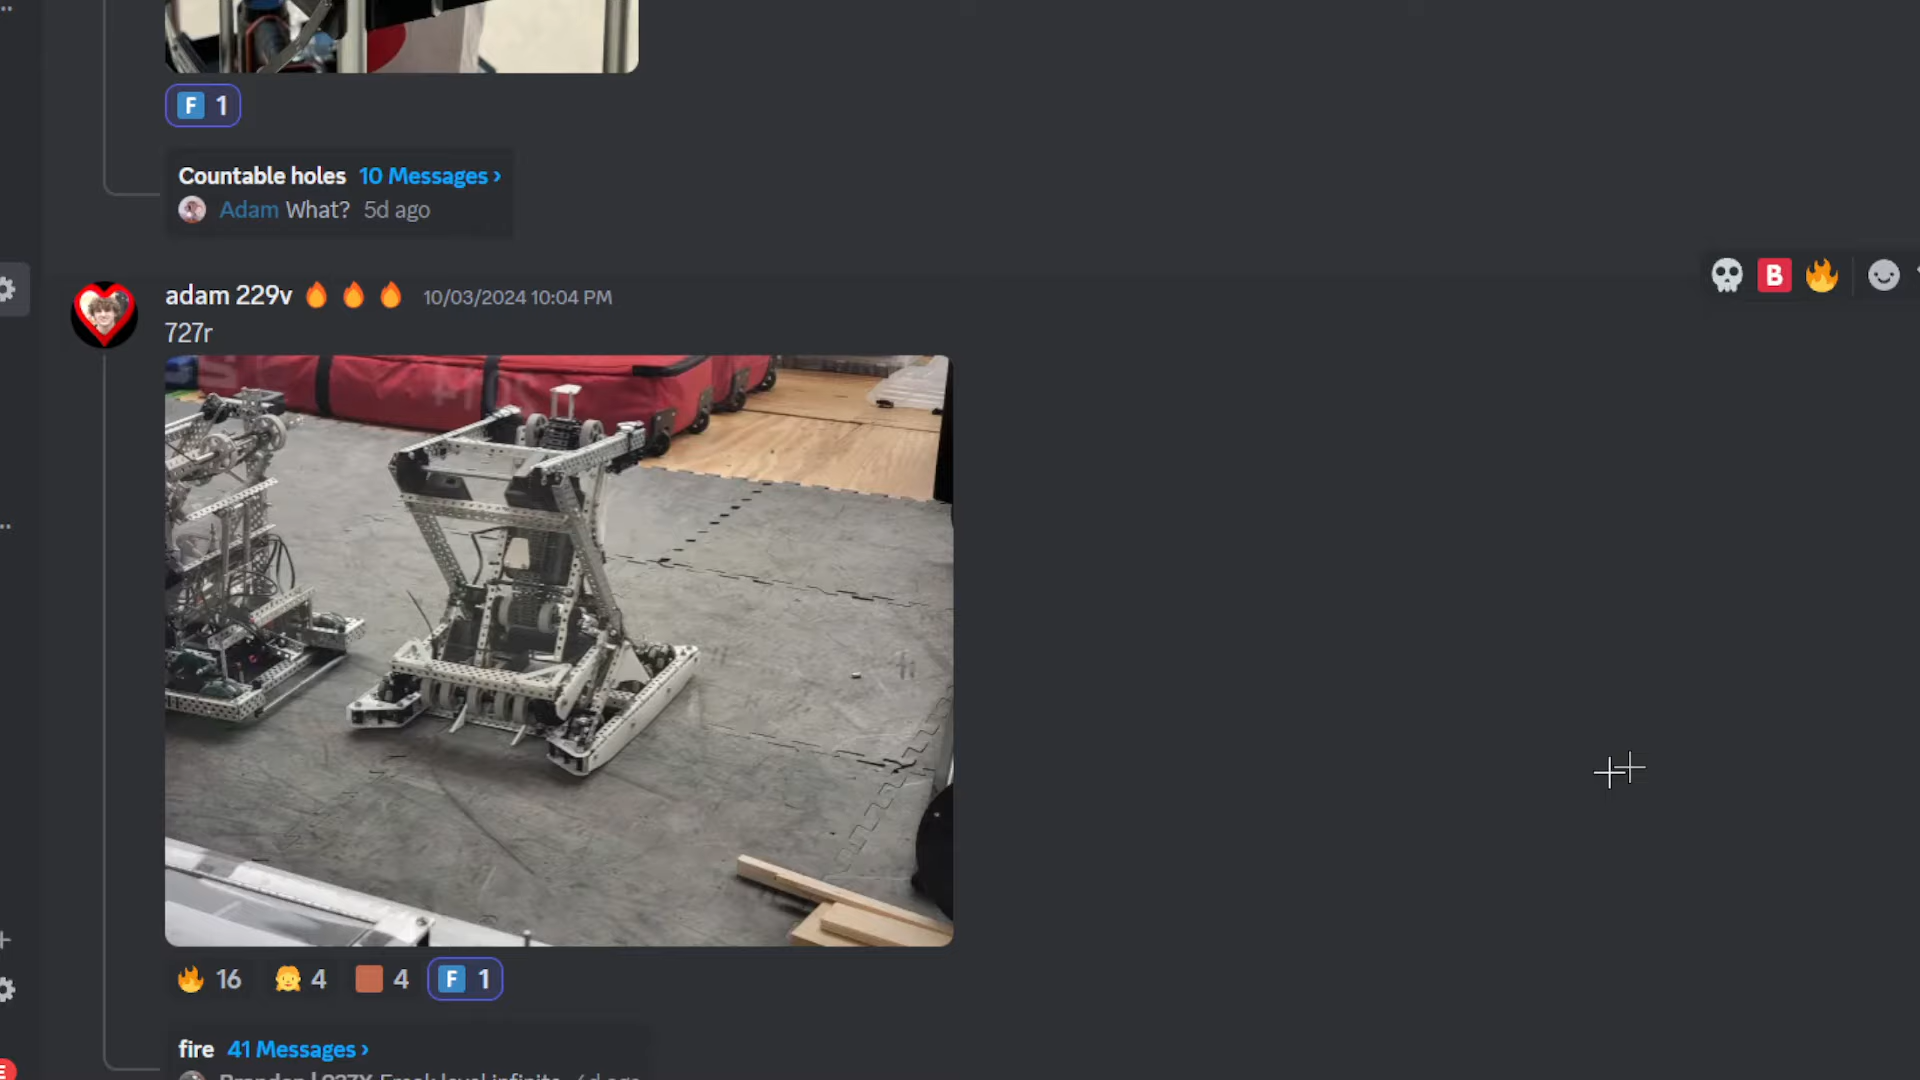 F 1
Countable holes 10 Messages ›
Adam What? 5d ago
adam 229v 10/03/2024 10:04 PM
B
727r
16 4 4 F 1
fire 41 Messages ›